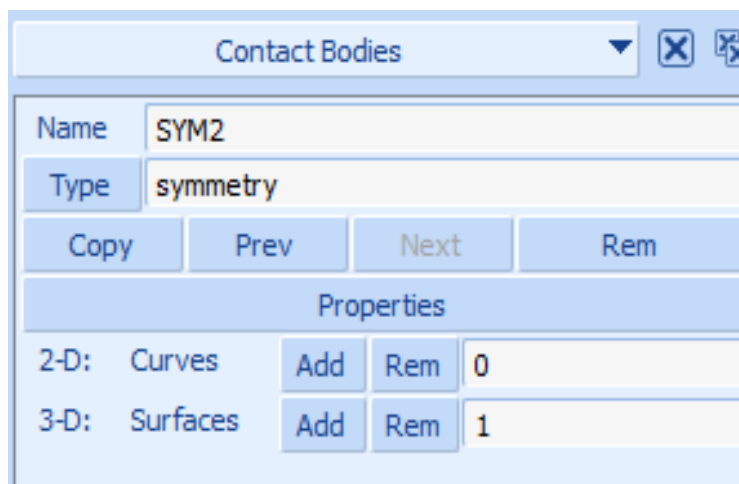 Contact Bodies
Name SYM2
Type symmetry
Copy Prev Next Rem
Properties
2-D: Curves Add Rem 0
3-D: Surfaces Add Rem 1